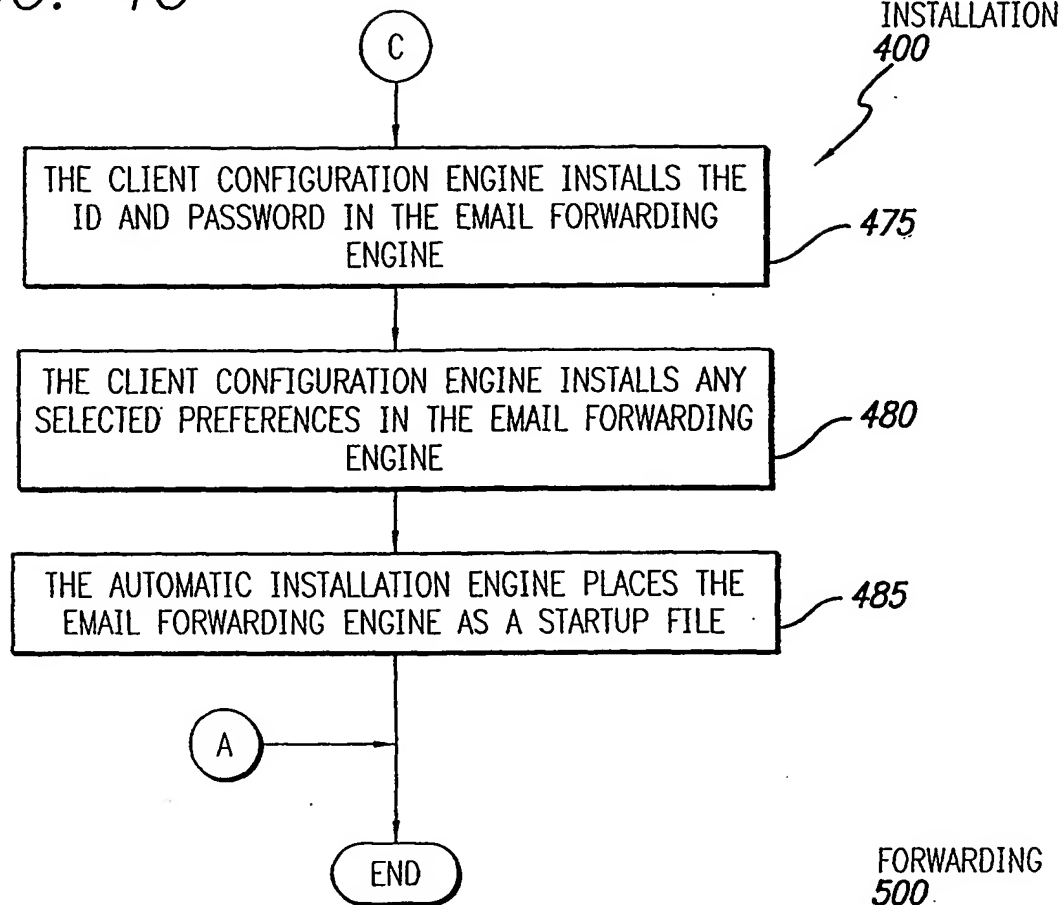 INSTALLATION
400
C
THE CLIENT CONFIGURATION ENGINE INSTALLS THE
ID AND PASSWORD IN THE EMAIL FORWARDING
ENGINE
475
THE CLIENT CONFIGURATION ENGINE INSTALLS ANY
SELECTED PREFERENCES IN THE EMAIL FORWARDING
ENGINE
480
THE AUTOMATIC INSTALLATION ENGINE PLACES THE
EMAIL FORWARDING ENGINE AS A STARTUP FILE
485
A
END
FORWARDING
500